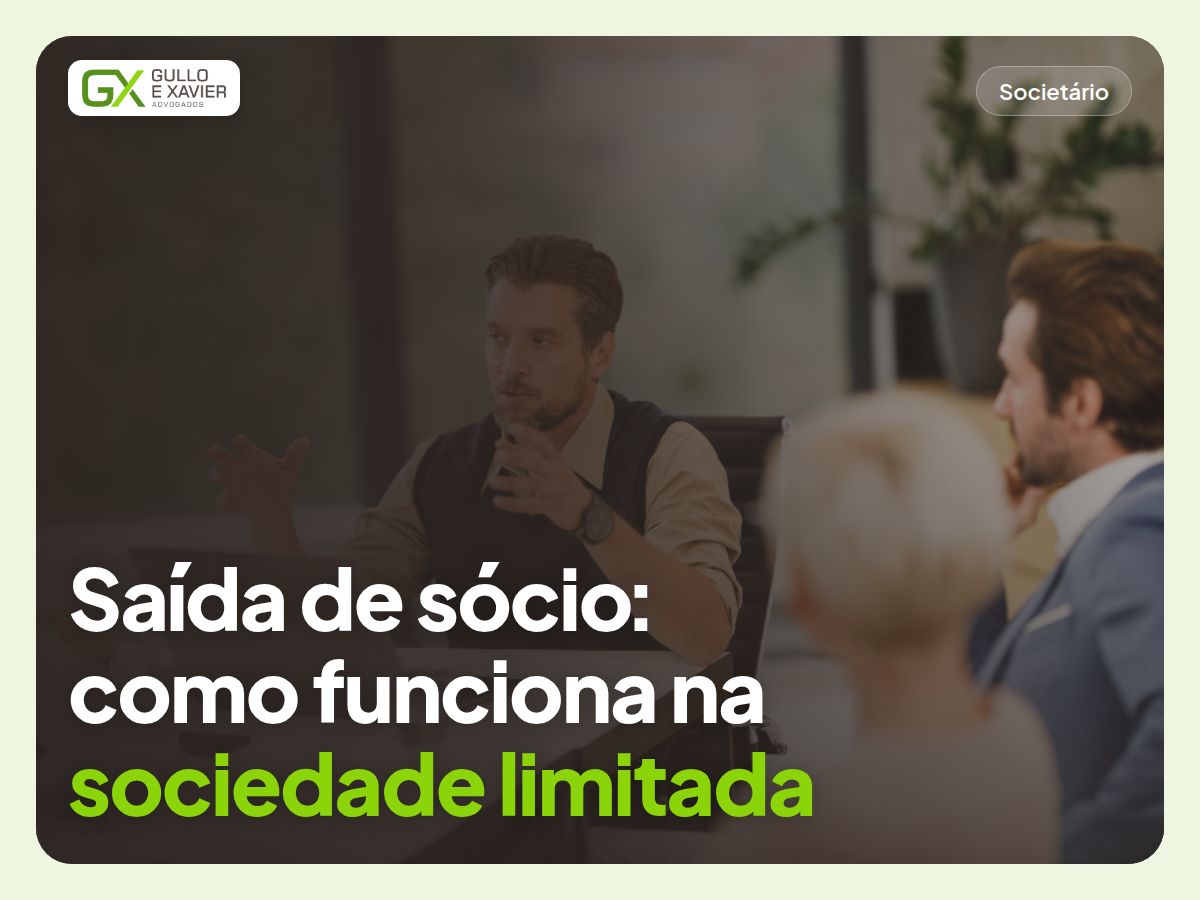 GX GULLO
E XAVIER
ADVOGADOS
Societário
Saída de sócio:
como funciona na
sociedade limitada